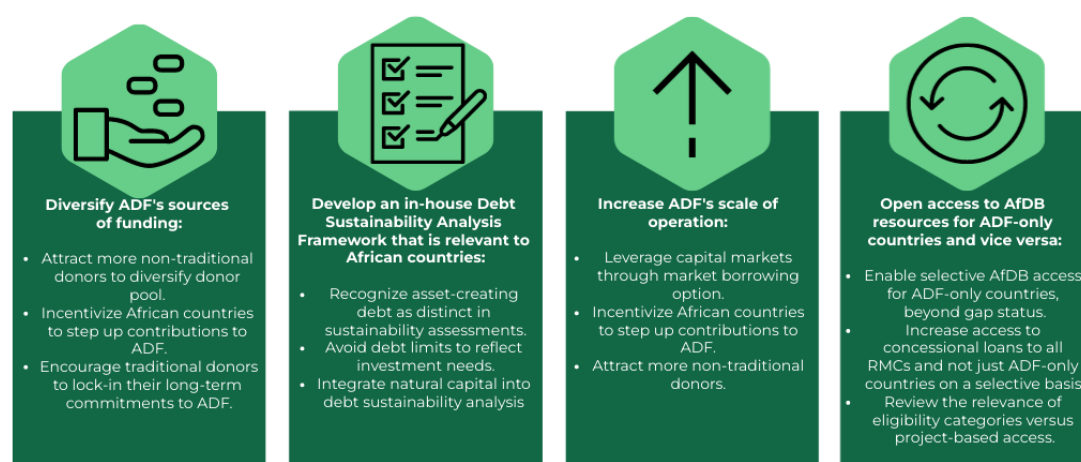 Diversify ADF's sources
of funding:
• Attract more non-traditional
donors to diversify donor
pool.
• Incentivize African countries
to step up contributions to
ADF.
• Encourage traditional donors
to lock-in their long-term
commitments to ADF.
Develop an in-house Debt
Sustainability Analysis
Framework that is relevant to
African countries:
• Recognize asset-creating
debt as distinct in
sustainability assessments.
• Avoid debt limits to reflect
investment needs.
• Integrate natural capital into
debt sustainability analysis
Increase ADF's scale of
operation:
• Leverage capital markets
through market borrowing
option.
• Incentivize African countries
to step up contributions to
ADF.
• Attract more non-traditional
donors.
Open access to AfDB
resources for ADF-only
countries and vice versa:
• Enable selective AfDB access
for ADF-only countries,
beyond gap status.
• Increase access to
concessional loans to all
RMCs and not just ADF-only
countries on a selective basis
• Review the relevance of
eligibility categories versus
project-based access.